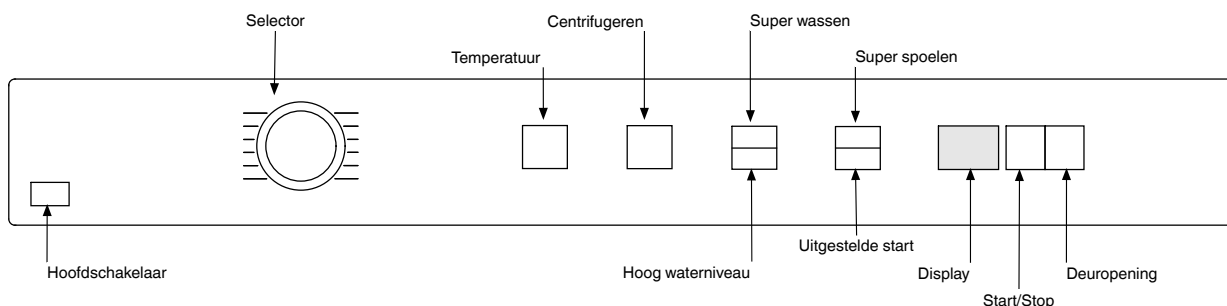 Selector
Centrifugeren
Super wassen
Temperatuur
Super spoelen
Uitgestelde start
Hoofdschakelaar
Hoog waterniveau
Display
Deuropening
Start/Stop